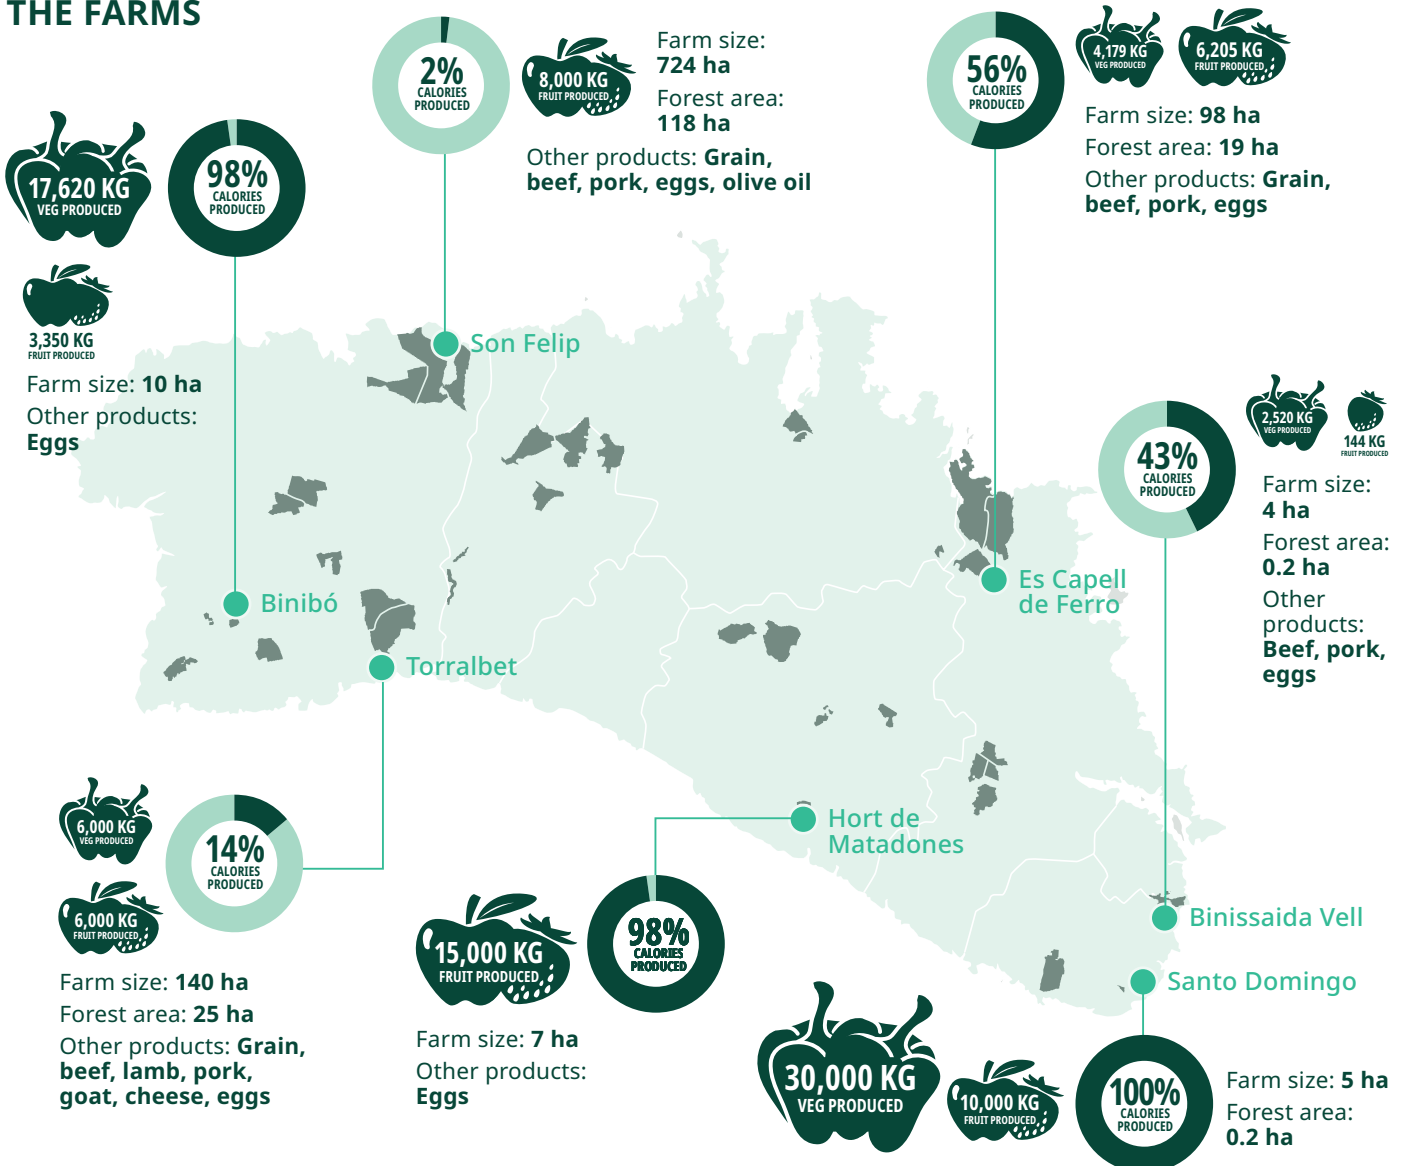 THE FARMS
2%
CALORIES
PRODUCED
8,000 KG
FRUIT PRODUCED
Farm size:
724 ha
Forest area:
118 ha
Other products: Grain,
beef, pork, eggs, olive oil
56%
CALORIES
PRODUCED
4,179 KG
VEG PRODUCED
6,205 KG
FRUIT PRODUCED
Farm size: 98 ha
Forest area: 19 ha
Other products: Grain,
beef, pork, eggs
17,620 KG
VEG PRODUCED
98%
CALORIES
PRODUCED
3,350 KG
FRUIT PRODUCED
Farm size: 10 ha
Other products:
Eggs
Son Felip
43%
CALORIES
PRODUCED
2,520 KG
VEG PRODUCED
144 KG
FRUIT PRODUCED
Farm size:
4 ha
Forest area:
0.2 ha
Other
products:
Beef, pork,
eggs
Binibó
Es Capell
de Ferro
Torralbet
6,000 KG
VEG PRODUCED
14%
CALORIES
PRODUCED
6,000 KG
FRUIT PRODUCED
Farm size: 140 ha
Forest area: 25 ha
Other products: Grain,
beef, lamb, pork,
goat, cheese, eggs
Hort de
Matadones
15,000 KG
FRUIT PRODUCED
98%
CALORIES
PRODUCED
Farm size: 7 ha
Other products:
Eggs
Binissaida Vell
Santo Domingo
30,000 KG
VEG PRODUCED
10,000 KG
FRUIT PRODUCED
100%
CALORIES
PRODUCED
Farm size: 5 ha
Forest area:
0.2 ha